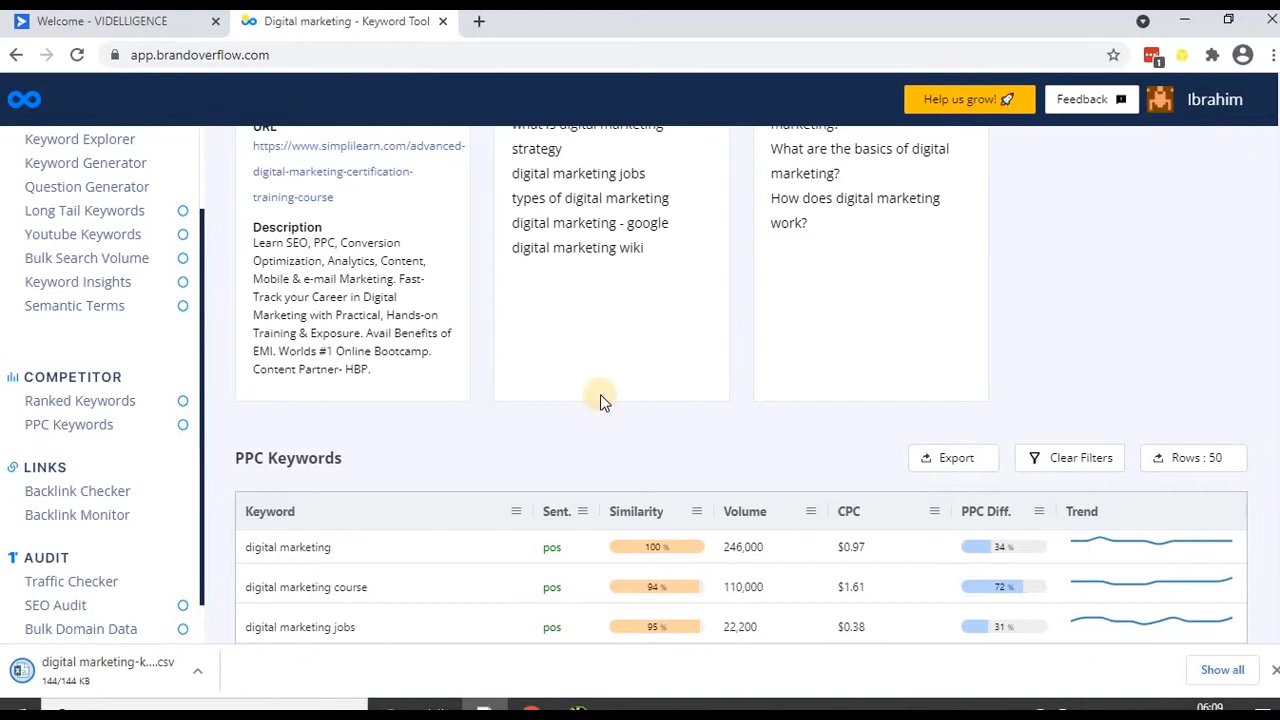 Welcome - VIDELLIGENCE
Digital marketing - Keyword Tool
app.brandoverflow.com
1
Help us grow!
Feedback
Ibrahim
Keyword Explorer
Keyword Generator
Question Generator
Long Tail Keywords
Youtube Keywords
Bulk Search Volume
Keyword Insights
Semantic Terms
COMPETITOR
Ranked Keywords
PPC Keywords
LINKS
Backlink Checker
Backlink Monitor
AUDIT
Traffic Checker
SEO Audit
Bulk Domain Data
URL
https://www.simplilearn.com/advanced-
digital-marketing-certification-
training-course
Description
Learn SEO, PPC, Conversion
Optimization, Analytics, Content,
Mobile & e-mail Marketing. Fast-
Track your Career in Digital
Marketing with Practical, Hands-on
Training & Exposure. Avail Benefits of
EMI. Worlds #1 Online Bootcamp.
Content Partner- HBP.
what is digital marketing
strategy
digital marketing jobs
types of digital marketing
digital marketing - google
digital marketing wiki
marketing?
What are the basics of digital
marketing?
How does digital marketing
work?
PPC Keywords
Export
Clear Filters
Rows : 50
Keyword Sent. Similarity Volume CPC PPC Diff. Trend
digital marketing pos 100 % 246,000 $0.97 34 %
digital marketing course pos 94 % 110,000 $1.61 72 %
digital marketing jobs pos 95 % 22,200 $0.38 31 %
digital marketing-k....csv
144/144 KB
Show all
06:09